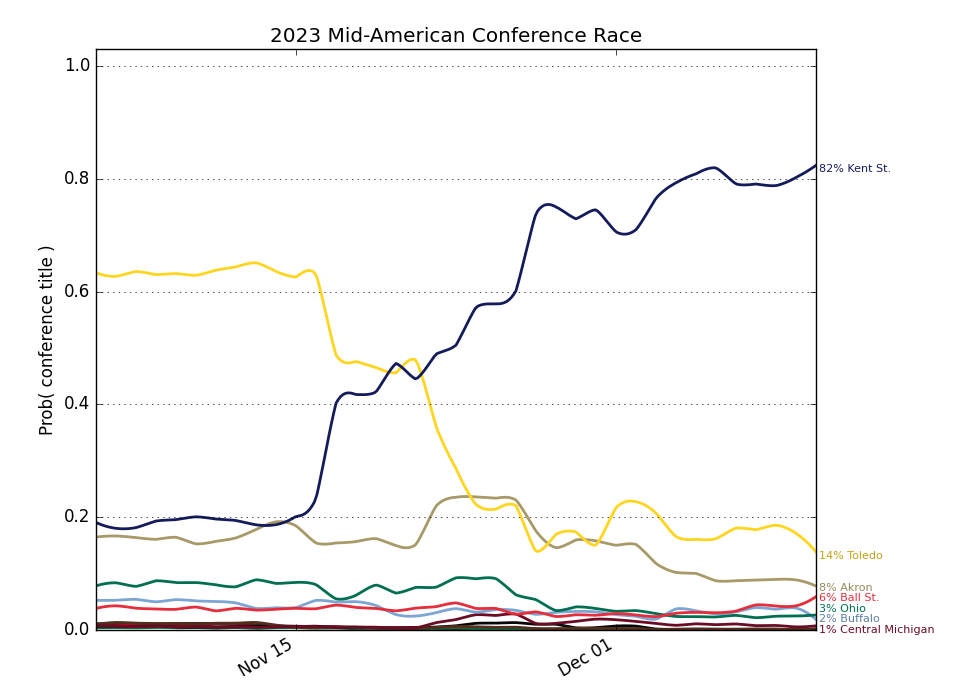 2023 Mid-American Conference Race
Prob( conference title )
1.0
0.8
0.6
0.4
0.2
0.0
Nov 15
Dec 01
82% Kent St.
14% Toledo
8% Akron
6% Ball St.
3% Ohio
2% Buffalo
1% Central Michigan